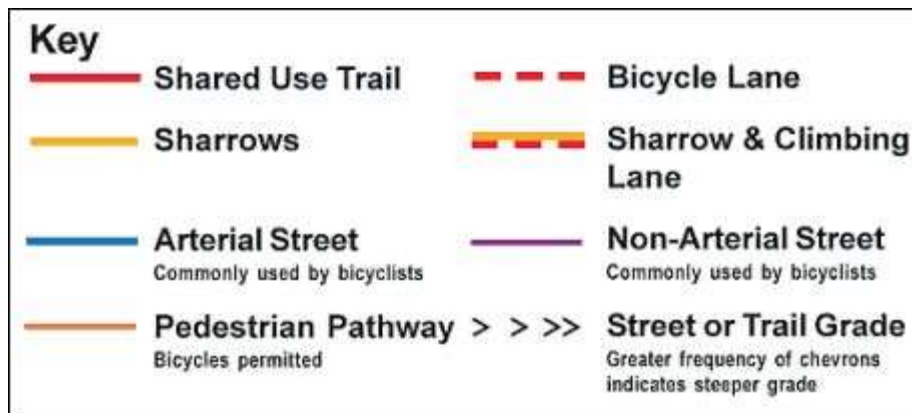 Key
Shared Use Trail
Bicycle Lane
Sharrows
Sharrow & Climbing
Lane
Arterial Street
Commonly used by bicyclists
Non-Arterial Street
Commonly used by bicyclists
Pedestrian Pathway
Bicycles permitted
> > >> Street or Trail Grade
Greater frequency of chevrons
indicates steeper grade